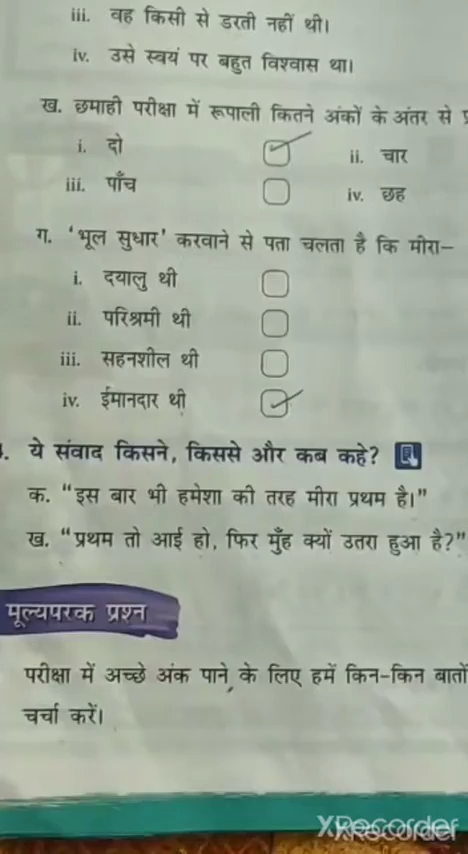 iii. वह किसी से डरती नहीं थी।
iv. उसे स्वयं पर बहुत विश्वास था।
ख. छमाही परीक्षा में रूपाली कितने अंकों के अंतर से
i. दो ii. चार
iii. पाँच iv. छह
ग. 'भूल सुधार' करवाने से पता चलता है कि मीरा–
i. दयालु थी
ii. परिश्रमी थी
iii. सहनशील थी
iv. ईमानदार थी
ये संवाद किसने, किससे और कब कहे?
क. "इस बार भी हमेशा की तरह मीरा प्रथम है।"
ख. "प्रथम तो आई हो, फिर मुँह क्यों उतरा हुआ है?"
मूल्यपरक प्रश्न
परीक्षा में अच्छे अंक पाने के लिए हमें किन-किन बातों
चर्चा करें।
XRecorder